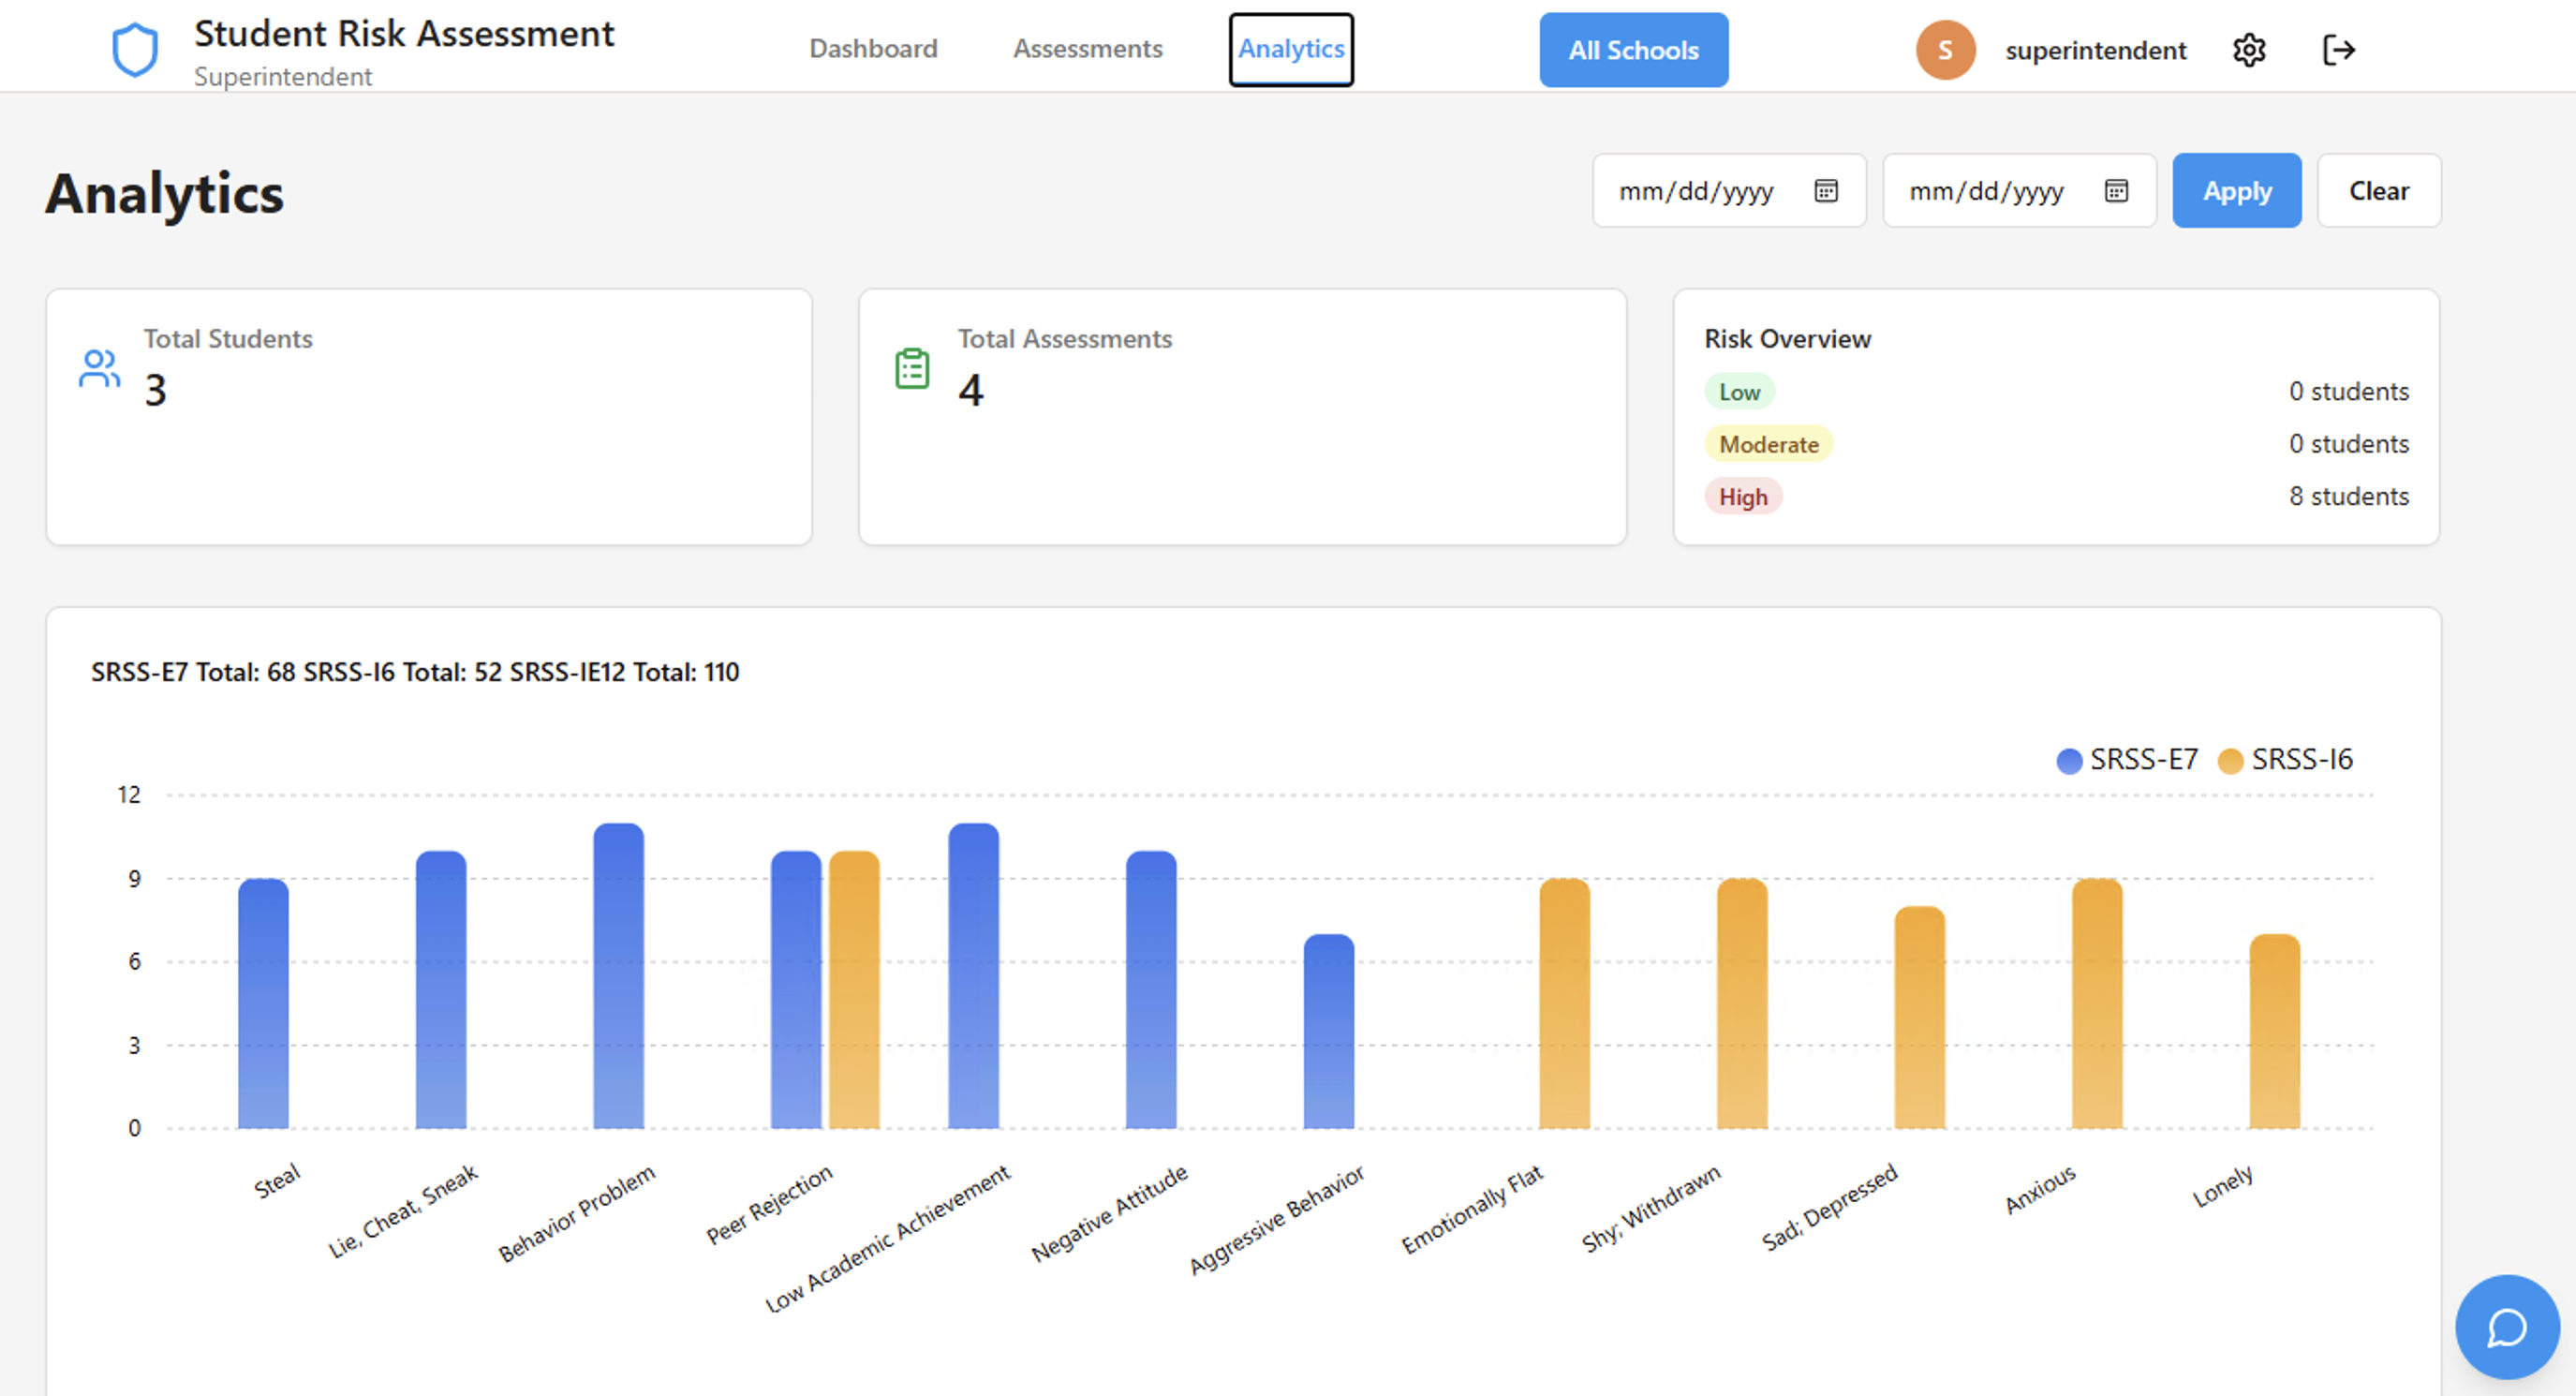 Student Risk Assessment
Superintendent
Dashboard
Assessments
Analytics
All Schools
S
superintendent
Analytics
mm/dd/yyyy
mm/dd/yyyy
Apply
Clear
Total Students
3
Total Assessments
4
Risk Overview
Low
0 students
Moderate
0 students
High
8 students
SRSS-E7 Total: 68 SRSS-I6 Total: 52 SRSS-IE12 Total: 110
SRSS-E7
SRSS-I6
12
9
6
3
0
Steal
Lie, Cheat, Sneak
Behavior Problem
Peer Rejection
Low Academic Achievement
Negative Attitude
Aggressive Behavior
Emotionally Flat
Shy; Withdrawn
Sad; Depressed
Anxious
Lonely